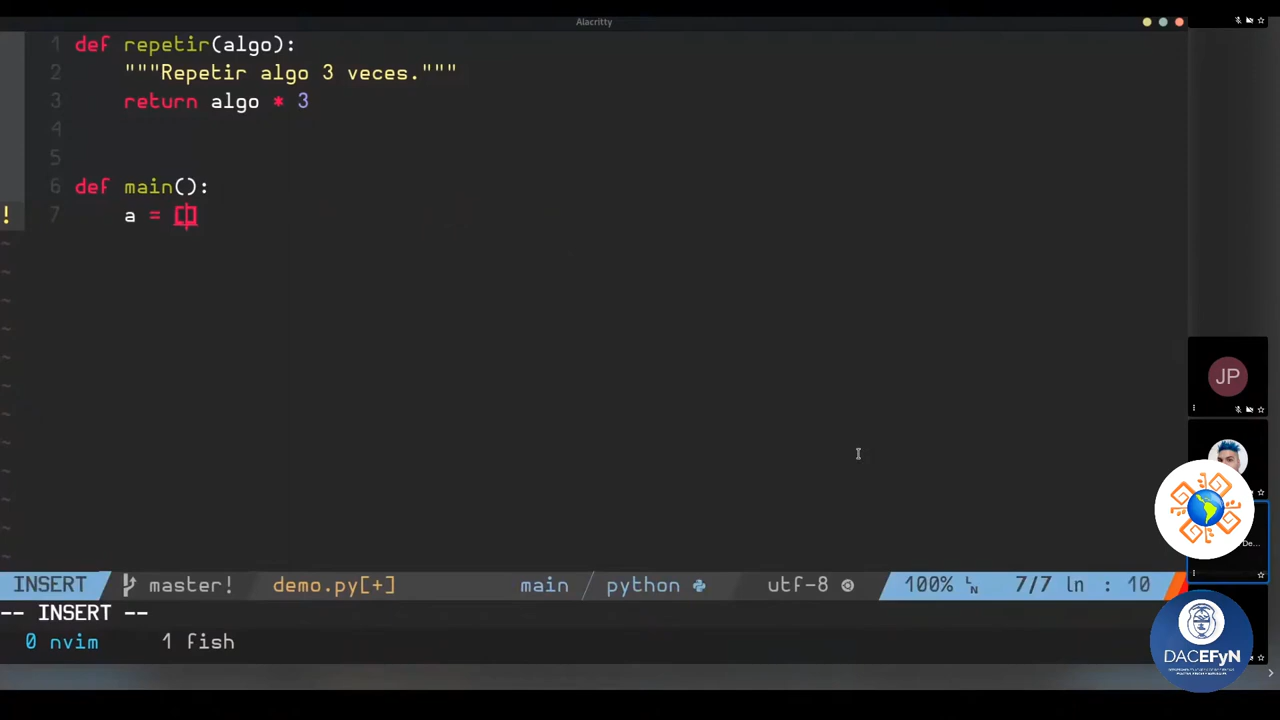 Alacritty
1 def repetir(algo):
2 """Repetir algo 3 veces."""
3 return algo * 3
4
5
6 def main():
! 7 a = []
~
~
~
~
~
~
~
~
~
~
~
~
JP
De...
INSERT master! demo.py[+] main python utf-8 100% LN 7/7 ln : 10
-- INSERT --
0 nvim 1 fish
DACEFyN